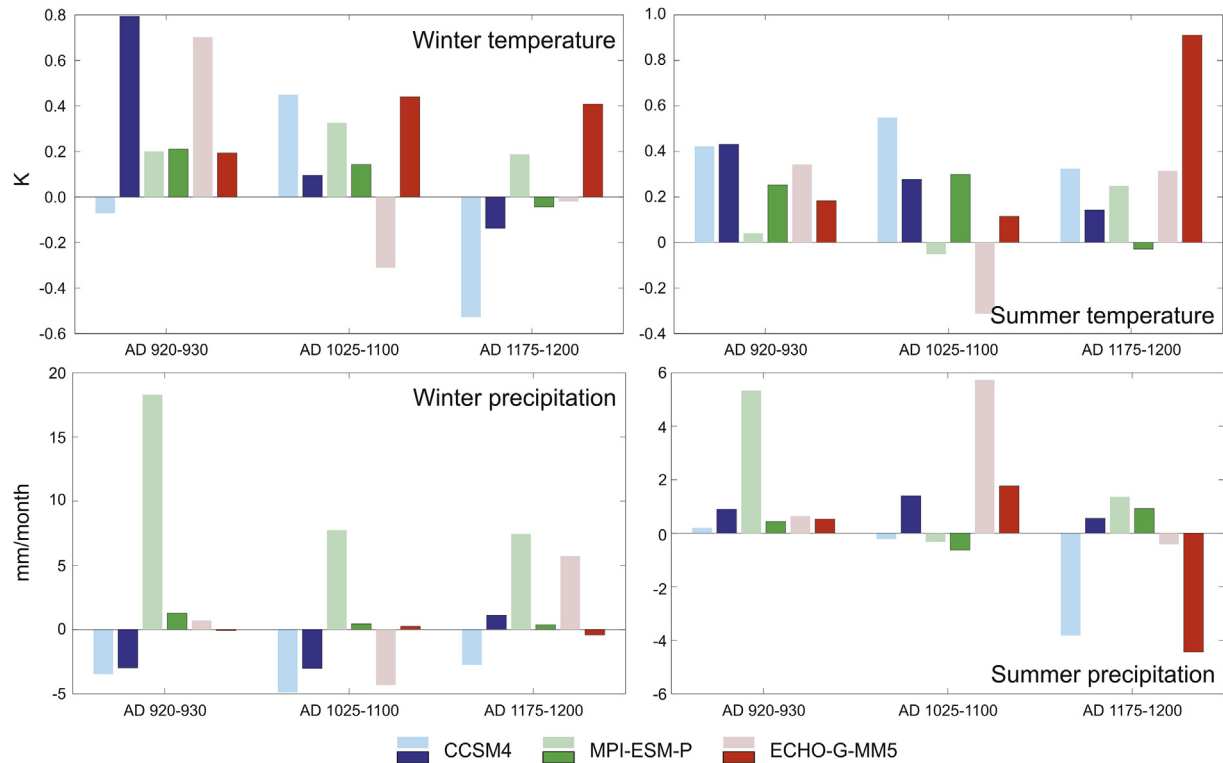 0.8
0.6
0.4
0.2
0.0
-0.2
-0.4
-0.6
K
Winter temperature
AD 920-930 AD 1025-1100 AD 1175-1200
1.0
0.8
0.6
0.4
0.2
0
-0.2
-0.4
Summer temperature
AD 920-930 AD 1025-1100 AD 1175-1200
20
15
10
5
0
-5
mm/month
Winter precipitation
AD 920-930 AD 1025-1100 AD 1175-1200
6
4
2
0
-2
-4
-6
Summer precipitation
AD 920-930 AD 1025-1100 AD 1175-1200
CCSM4 MPI-ESM-P ECHO-G-MM5